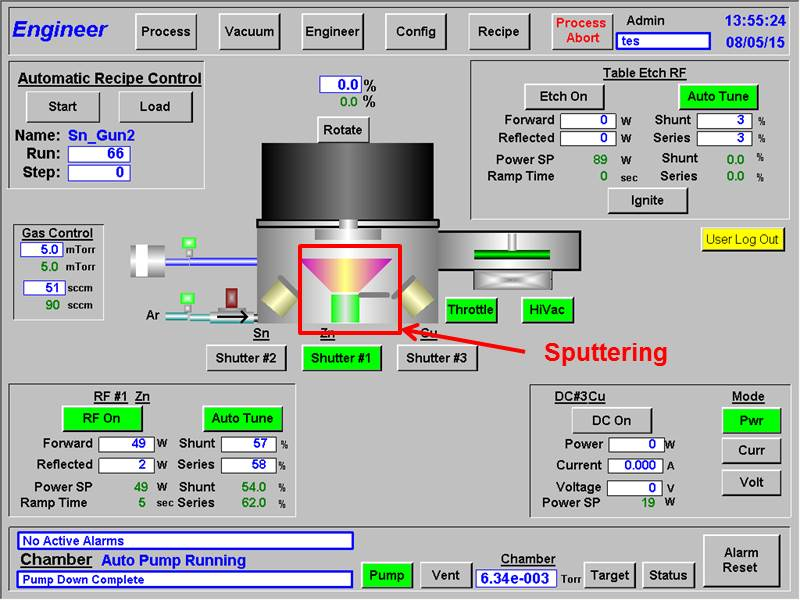 Engineer
Process
Vacuum
Engineer
Config
Recipe
Process Abort
Admin
tes
13:55:24
08/05/15
Automatic Recipe Control
Start
Load
Name: Sn_Gun2
Run: 66
Step: 0
0.0 %
0.0 %
Rotate
Table Etch RF
Etch On
Auto Tune
Forward 0 W Shunt 3 %
Reflected 0 W Series 3 %
Power SP 89 W Shunt 0.0 %
Ramp Time 0 sec Series 0.0 %
Ignite
User Log Out
Gas Control
5.0 mTorr
5.0 mTorr
51 sccm
90 sccm
Ar
Sn
Zn
Cu
Throttle
HiVac
Shutter #2
Shutter #1
Shutter #3
Sputtering
RF #1 Zn
RF On
Auto Tune
Forward 49 W Shunt 57 %
Reflected 2 W Series 58 %
Power SP 49 W Shunt 54.0 %
Ramp Time 5 sec Series 62.0 %
DC#3Cu
DC On
Power 0 W
Current 0.000 A
Voltage 0 V
Power SP 19 W
Mode
Pwr
Curr
Volt
No Active Alarms
Chamber Auto Pump Running
Pump Down Complete
Pump
Vent
Chamber
6.34e-003 Torr
Target
Status
Alarm Reset